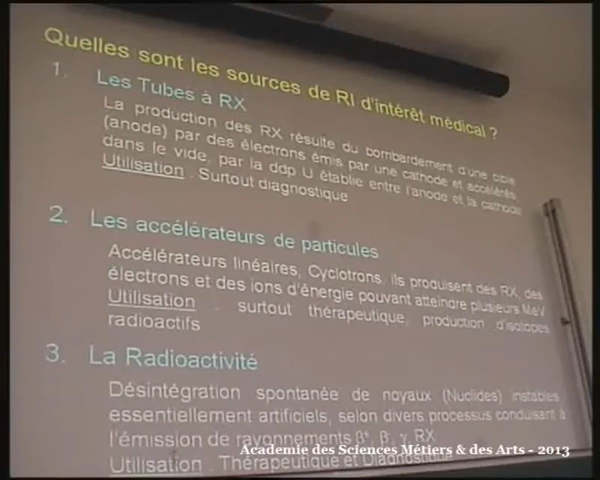 Quelles sont les sources de RI d'intérêt médical ?
1. Les Tubes à RX
La production des RX résulte du bombardement d'une cible
(anode) par des électrons émis par une cathode et accélérés
dans le vide, par la ddp U établie entre l'anode et la cathode
Utilisation : Surtout diagnostique
2. Les accélérateurs de particules
Accélérateurs linéaires, Cyclotrons, ils produisent des RX, des
électrons et des ions d'énergie pouvant atteindre plusieurs MeV
Utilisation : surtout thérapeutique, production d'isotopes
radioactifs
3. La Radioactivité
Désintégration spontanée de noyaux (Nuclides) instables
essentiellement artificiels, selon divers processus conduisant à
l'émission de rayonnements β⁺, β⁻, γ, RX
Utilisation : Thérapeutique et Diagnostique
Academie des Sciences Métiers & des Arts - 2013